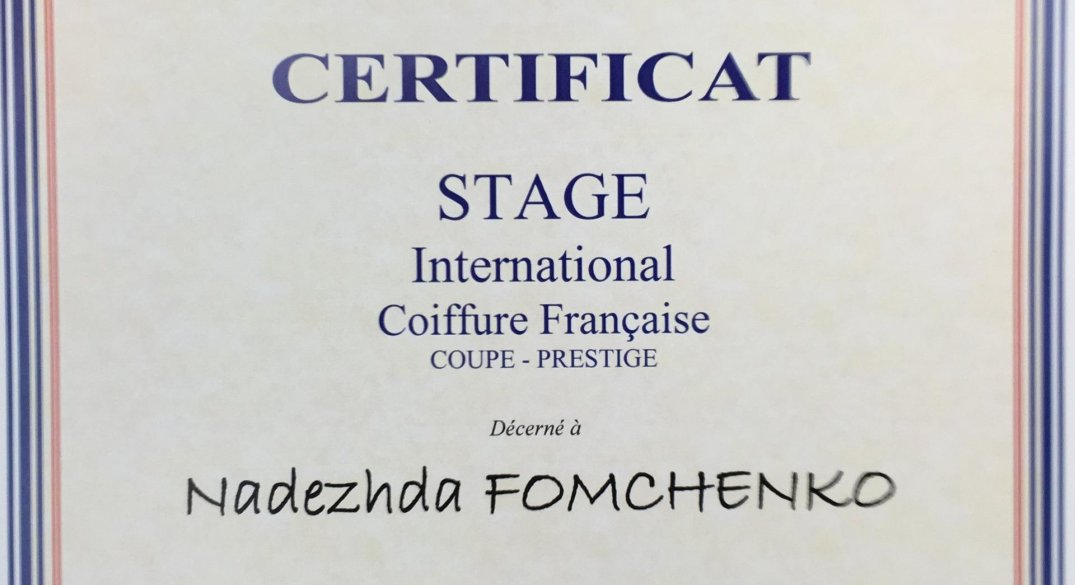 CERTIFICAT
STAGE
International
Coiffure Française
COUPE - PRESTIGE
Décerné à
Nadezhda FOMCHENKO